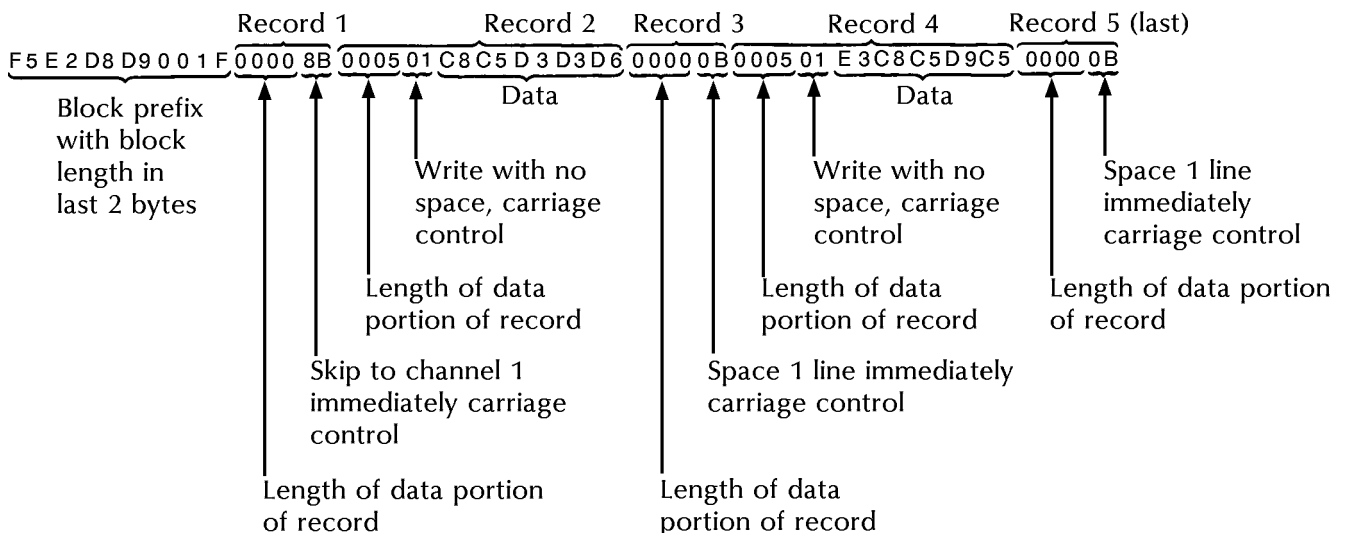 Record 1 Record 2 Record 3 Record 4 Record 5 (last)
F5E2D8D9001F 0000 8B 0005 01 C8C5D3D3D6 0000 0B 0005 01 E3C8C5D9C5 0000 0B
Block prefix
with block
length in
last 2 bytes
Data
Data
Write with no
space, carriage
control
Write with no
space, carriage
control
Space 1 line
immediately
carriage control
Length of data
portion of record
Length of data
portion of record
Length of data portion
of record
Skip to channel 1
immediately carriage
control
Space 1 line immediately
carriage control
Length of data portion
of record
Length of data
portion of record